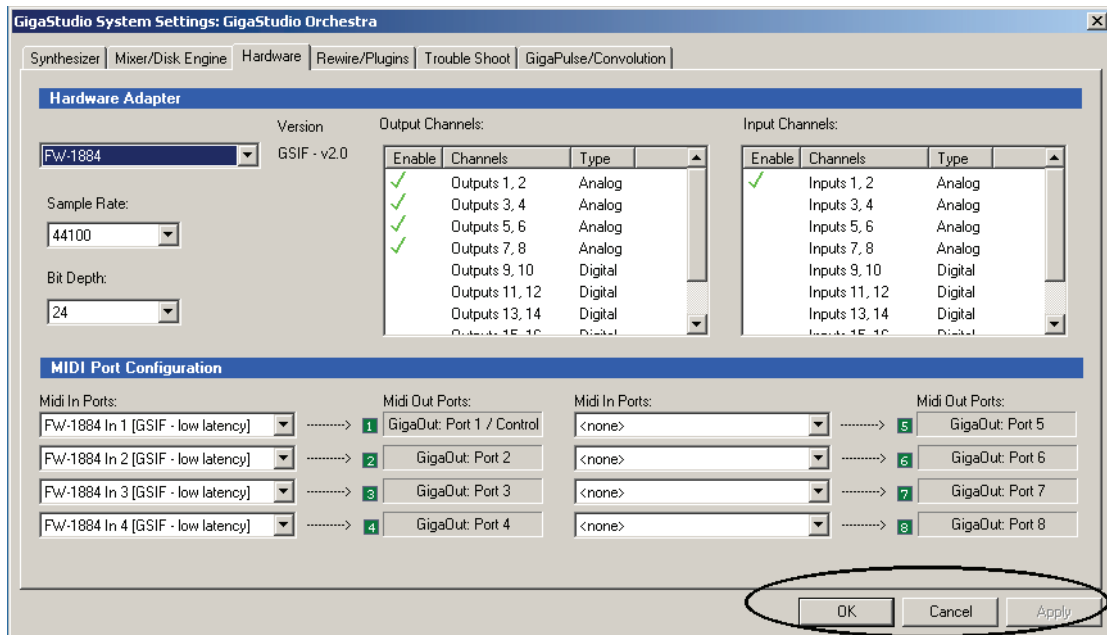 GigaStudio System Settings: GigaStudio Orchestra
Synthesizer Mixer/Disk Engine Hardware Rewire/Plugins Trouble Shoot GigaPulse/Convolution
Hardware Adapter
Version Output Channels: Input Channels:
FW-1884 GSIF - v2.0
Enable Channels Type Enable Channels Type
Outputs 1, 2 Analog Inputs 1, 2 Analog
Sample Rate: Outputs 3, 4 Analog Inputs 3, 4 Analog
44100 Outputs 5, 6 Analog Inputs 5, 6 Analog
Outputs 7, 8 Analog Inputs 7, 8 Analog
Bit Depth: Outputs 9, 10 Digital Inputs 9, 10 Digital
Outputs 11, 12 Digital Inputs 11, 12 Digital
24 Outputs 13, 14 Digital Inputs 13, 14 Digital
Outputs 15, 16 Digital Inputs 15, 16 Digital
MIDI Port Configuration
Midi In Ports: Midi Out Ports: Midi In Ports: Midi Out Ports:
FW-1884 In 1 [GSIF - low latency] --------> 1 GigaOut: Port 1 / Control <none> --------> 5 GigaOut: Port 5
FW-1884 In 2 [GSIF - low latency] --------> 2 GigaOut: Port 2 <none> --------> 6 GigaOut: Port 6
FW-1884 In 3 [GSIF - low latency] --------> 3 GigaOut: Port 3 <none> --------> 7 GigaOut: Port 7
FW-1884 In 4 [GSIF - low latency] --------> 4 GigaOut: Port 4 <none> --------> 8 GigaOut: Port 8
OK Cancel Apply